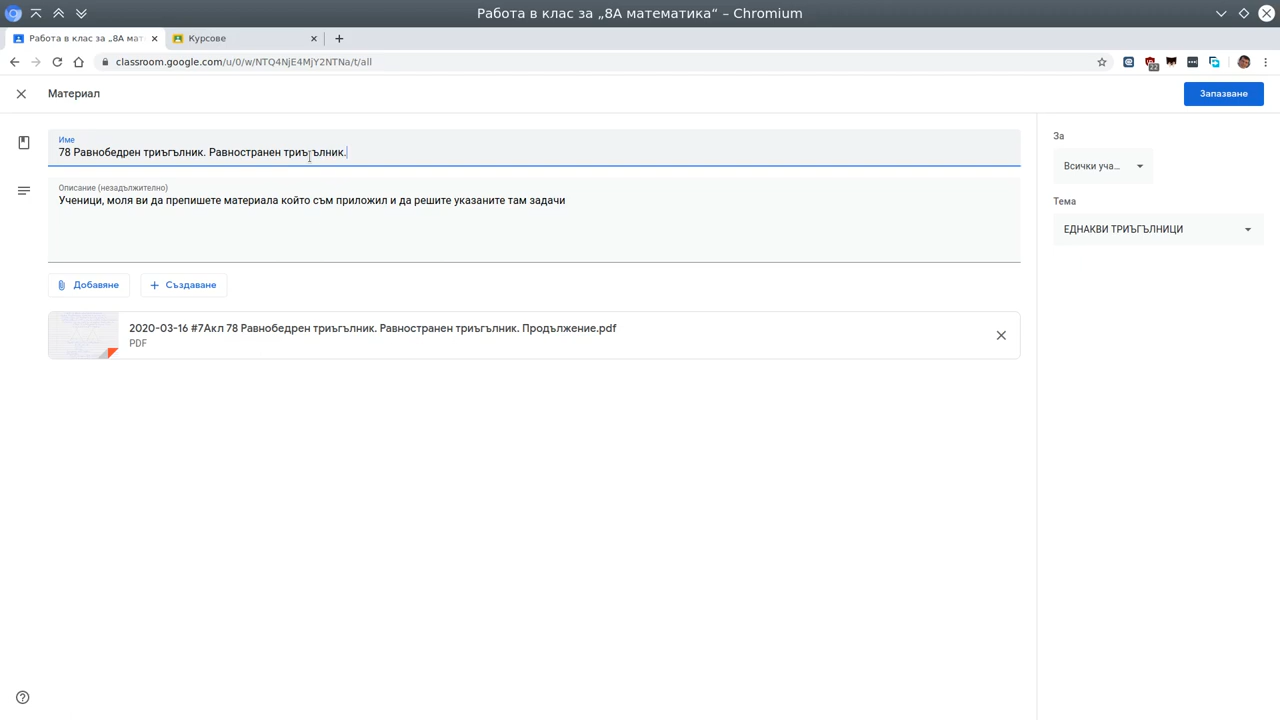 Работа в клас за „8А математика“ – Chromium
Работа в клас за „8А мат
Курсове
classroom.google.com/u/0/w/NTQ4NjE4MjY2NTNa/t/all
22
Материал
Запазване
Име
78 Равнобедрен триъгълник. Равностранен триъгълник.
Описание (незадължително)
Ученици, моля ви да препишете материала който съм приложил и да решите указаните там задачи
Добавяне
Създаване
2020-03-16 #7Акл 78 Равнобедрен триъгълник. Равностранен триъгълник. Продължение.pdf
PDF
За
Всички уча...
Тема
ЕДНАКВИ ТРИЪГЪЛНИЦИ